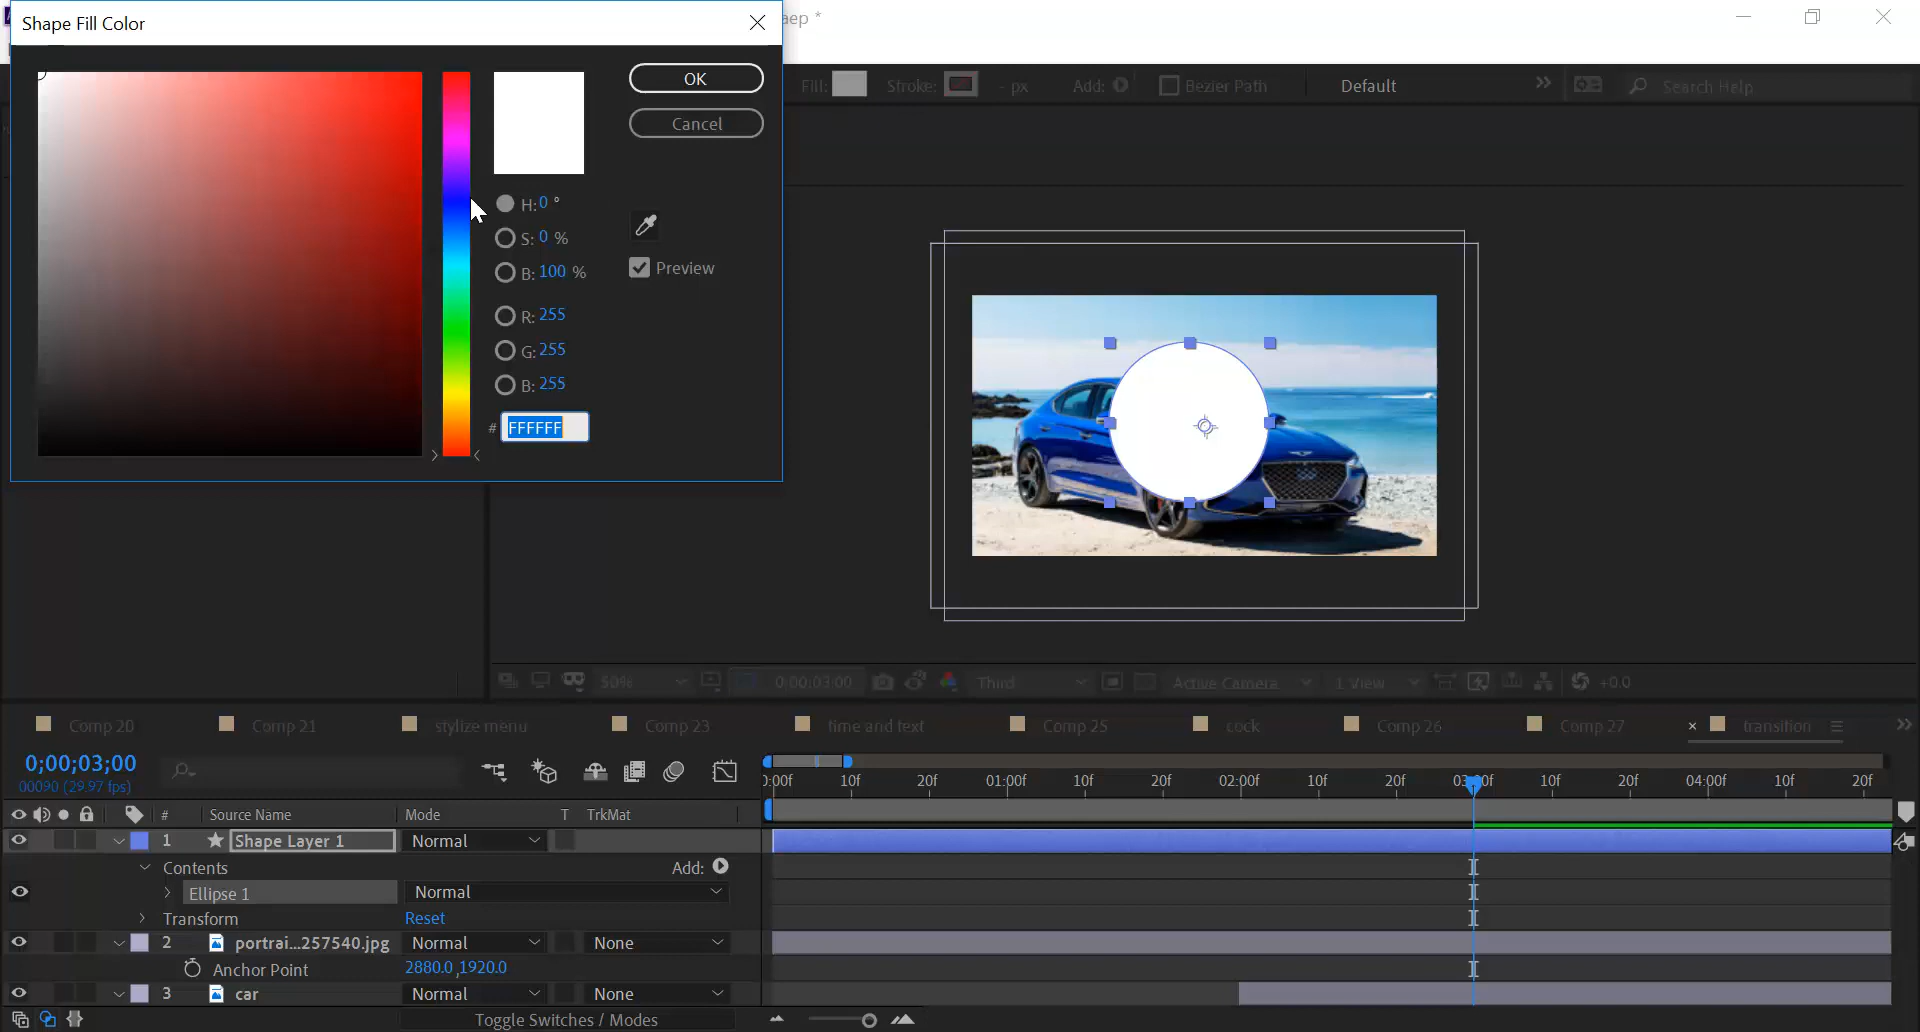 Shape Fill Color
aep *
OK
Cancel
H: 0 °
S: 0 %
B: 100 %
R: 255
G: 255
B: 255
# FFFFFF
Preview
Fill:
Stroke:
- px
Add:
Bezier Path
Default
Search Help
50%
0;00;03;00
Third
Active Camera
1 View
+0.0
Comp 20
Comp 21
stylize menu
Comp 23
time and text
Comp 25
cock
Comp 26
Comp 27
× transition
0;00;03;00
00090 (29.97 fps)
0:00f 10f 20f 01:00f 10f 20f 02:00f 10f 20f 03:00f 10f 20f 04:00f 10f 20f
# Source Name Mode T TrkMat
1 Shape Layer 1 Normal
Contents Add:
Ellipse 1 Normal
Transform Reset
2 portrai...257540.jpg Normal None
Anchor Point 2880.0,1920.0
3 car Normal None
Toggle Switches / Modes